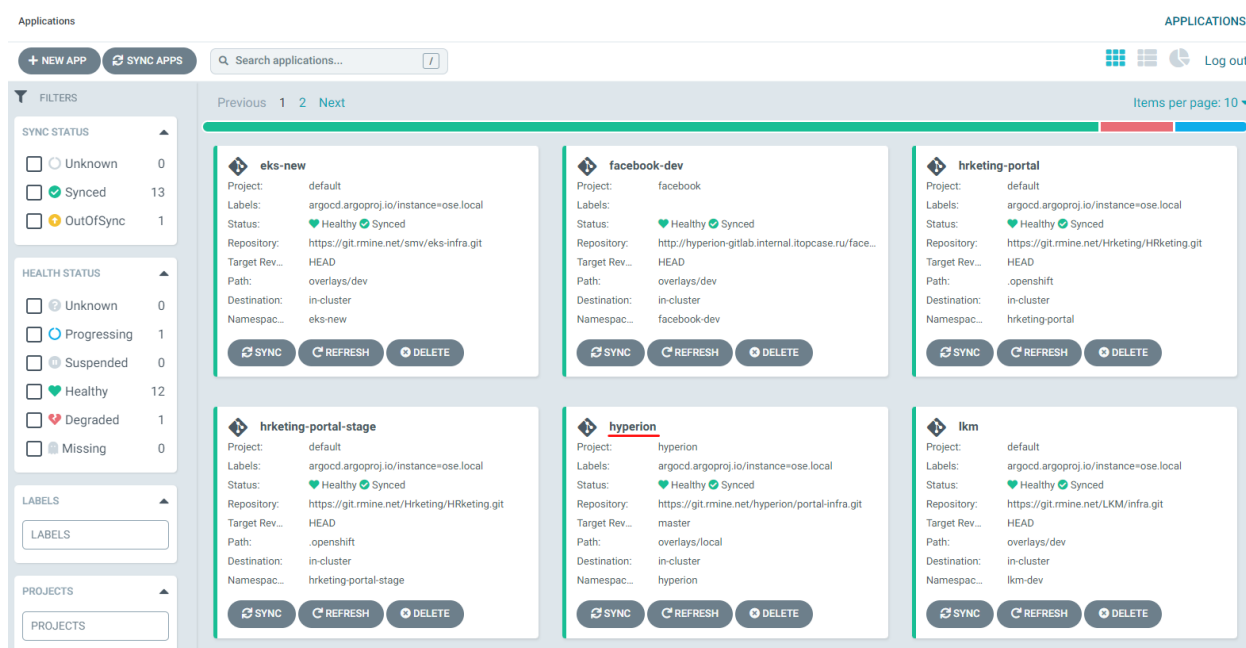 Applications
APPLICATIONS
+ NEW APP
SYNC APPS
Search applications...
/
Log out
FILTERS
Previous 1 2 Next
Items per page: 10
SYNC STATUS
Unknown 0
Synced 13
OutOfSync 1
HEALTH STATUS
Unknown 0
Progressing 1
Suspended 0
Healthy 12
Degraded 1
Missing 0
LABELS
LABELS
PROJECTS
PROJECTS
eks-new
Project: default
Labels: argocd.argoproj.io/instance=ose.local
Status: Healthy Synced
Repository: https://git.rmine.net/smv/eks-infra.git
Target Rev... HEAD
Path: overlays/dev
Destination: in-cluster
Namespac... eks-new
SYNC REFRESH DELETE
facebook-dev
Project: facebook
Labels:
Status: Healthy Synced
Repository: http://hyperion-gitlab.internal.itopcase.ru/face...
Target Rev... HEAD
Path: overlays/dev
Destination: in-cluster
Namespac... facebook-dev
SYNC REFRESH DELETE
hrketing-portal
Project: default
Labels: argocd.argoproj.io/instance=ose.local
Status: Healthy Synced
Repository: https://git.rmine.net/Hrketing/HRketing.git
Target Rev... HEAD
Path: .openshift
Destination: in-cluster
Namespac... hrketing-portal
SYNC REFRESH DELETE
hrketing-portal-stage
Project: default
Labels: argocd.argoproj.io/instance=ose.local
Status: Healthy Synced
Repository: https://git.rmine.net/Hrketing/HRketing.git
Target Rev... HEAD
Path: .openshift
Destination: in-cluster
Namespac... hrketing-portal-stage
SYNC REFRESH DELETE
hyperion
Project: hyperion
Labels: argocd.argoproj.io/instance=ose.local
Status: Healthy Synced
Repository: https://git.rmine.net/hyperion/portal-infra.git
Target Rev... master
Path: overlays/local
Destination: in-cluster
Namespac... hyperion
SYNC REFRESH DELETE
lkm
Project: default
Labels: argocd.argoproj.io/instance=ose.local
Status: Healthy Synced
Repository: https://git.rmine.net/LKM/infra.git
Target Rev... HEAD
Path: overlays/dev
Destination: in-cluster
Namespac... lkm-dev
SYNC REFRESH DELETE